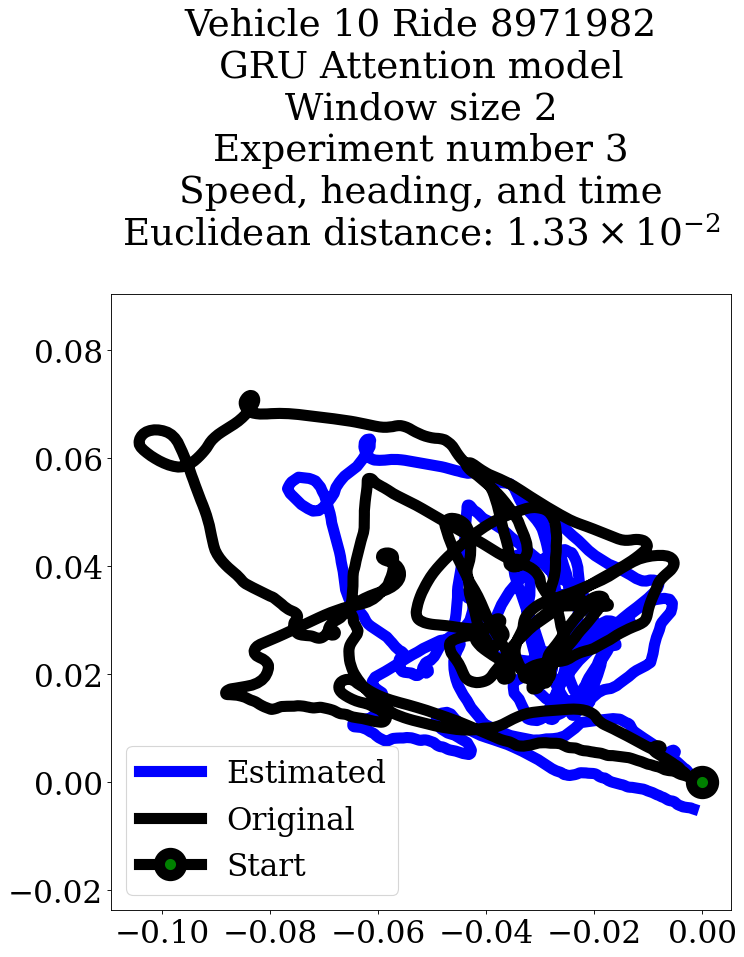 Vehicle 10 Ride 8971982
GRU Attention model
Window size 2
Experiment number 3
Speed, heading, and time
Euclidean distance: 1.33 × 10⁻²
0.08
0.06
0.04
0.02
0.00
−0.02
Estimated
Original
Start
−0.10 −0.08 −0.06 −0.04 −0.02 0.00